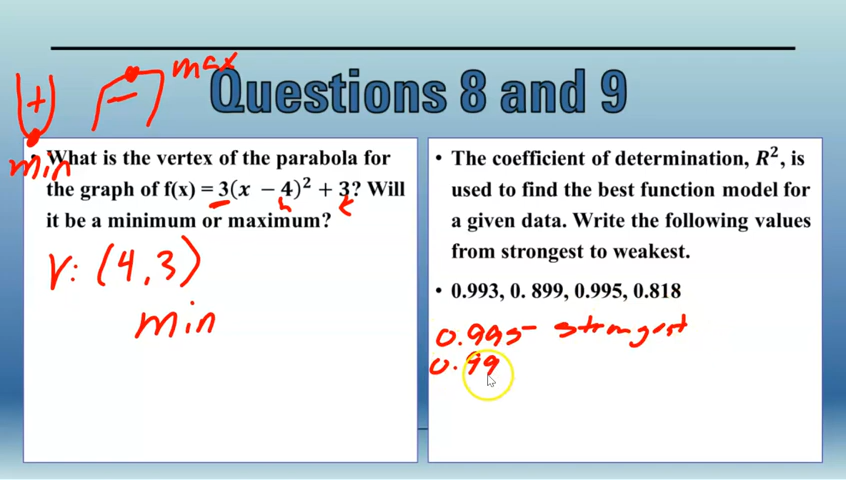 max
Questions 8 and 9
+
−
min
• What is the vertex of the parabola for
the graph of f(x) = 3(x − 4)² + 3? Will
h k
it be a minimum or maximum?
V: (4,3)
min
• The coefficient of determination, R², is
used to find the best function model for
a given data. Write the following values
from strongest to weakest.
• 0.993, 0. 899, 0.995, 0.818
0.995 strongest
0.99